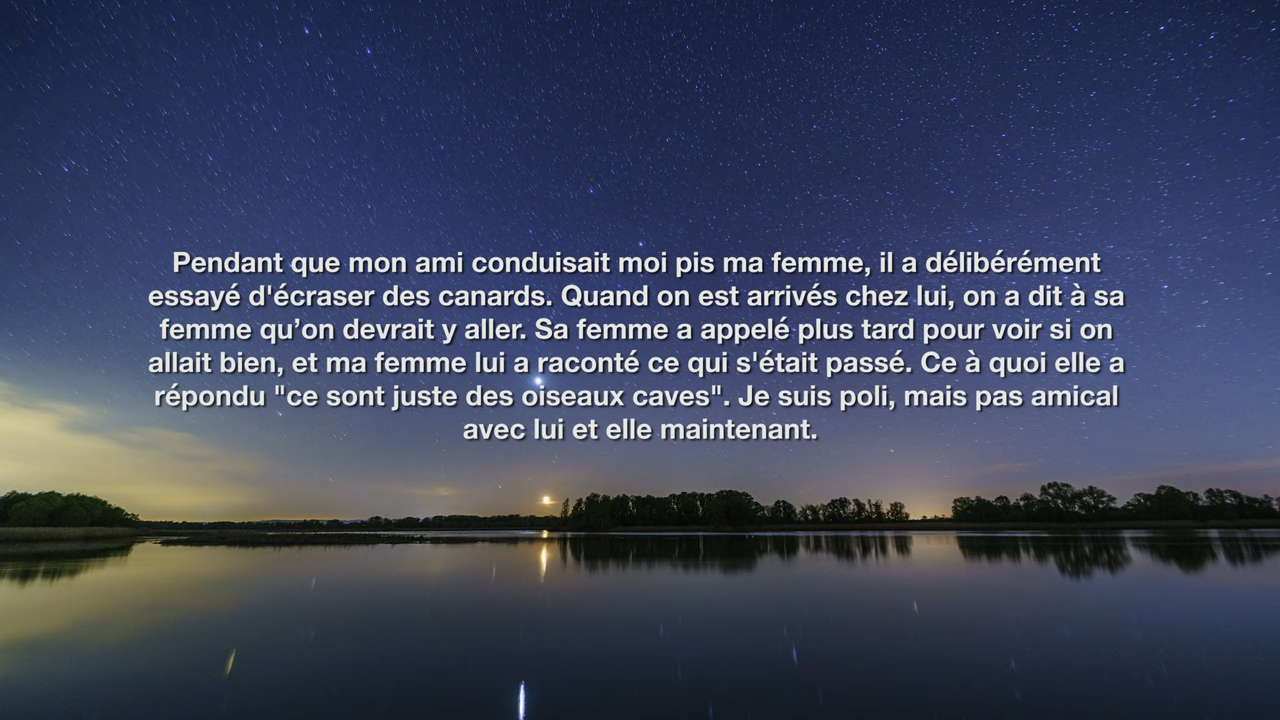 Pendant que mon ami conduisait moi pis ma femme, il a délibérément
essayé d'écraser des canards. Quand on est arrivés chez lui, on a dit à sa
femme qu’on devrait y aller. Sa femme a appelé plus tard pour voir si on
allait bien, et ma femme lui a raconté ce qui s'était passé. Ce à quoi elle a
répondu "ce sont juste des oiseaux caves". Je suis poli, mais pas amical
avec lui et elle maintenant.